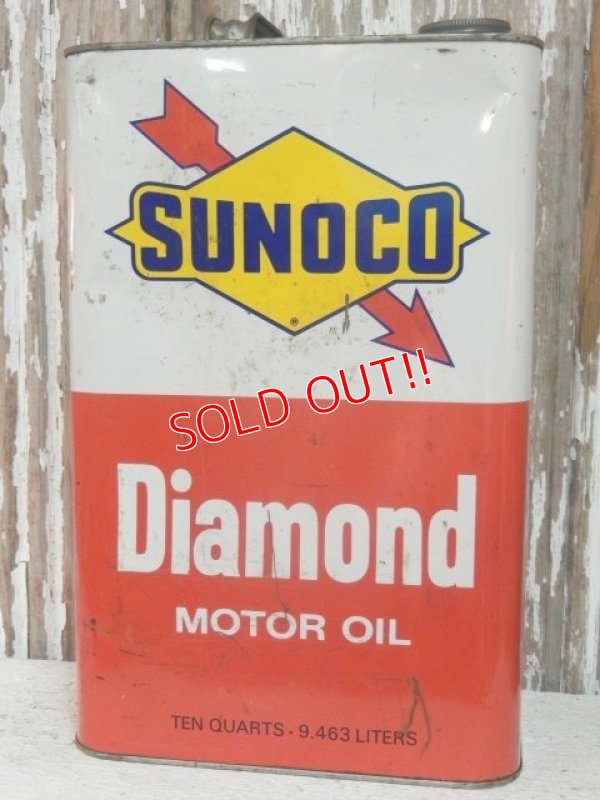 SUNOCO
®
SOLD OUT!!
Diamond
MOTOR OIL
TEN QUARTS · 9.463 LITERS